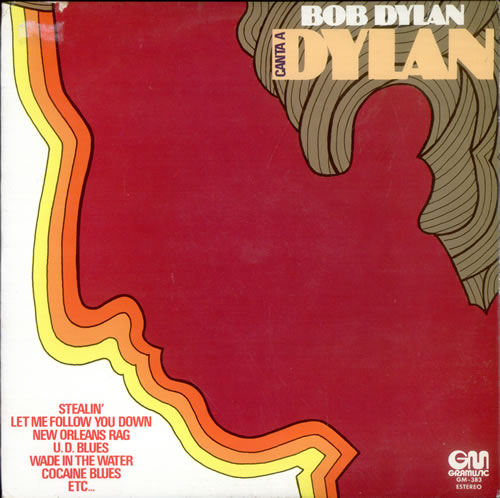 BOB DYLAN
CANTA A
DYLAN
STEALIN'
LET ME FOLLOW YOU DOWN
NEW ORLEANS RAG
U.D. BLUES
WADE IN THE WATER
COCAINE BLUES
ETC...
GM
GRAMUSIC
GM-383
ESTEREO